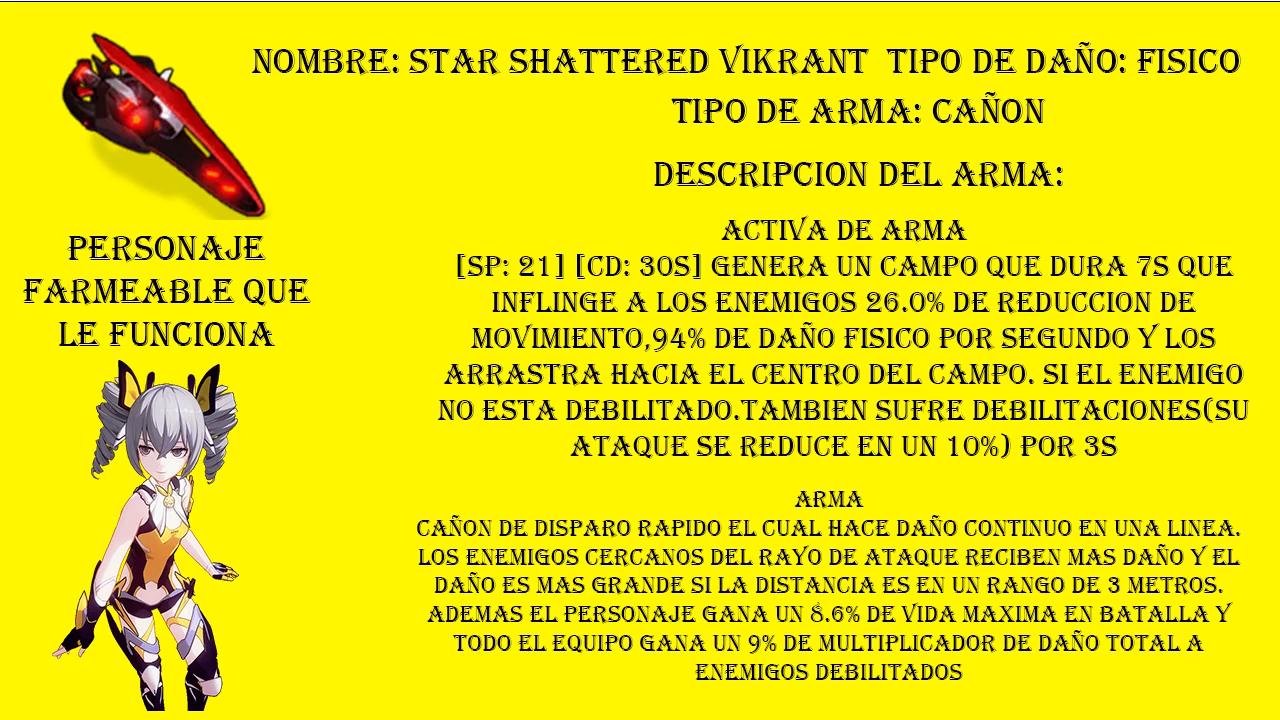 NOMBRE: STAR SHATTERED VIKRANT TIPO DE DAÑO: FISICO
TIPO DE ARMA: CAÑON
DESCRIPCION DEL ARMA:
ACTIVA DE ARMA
[SP: 21] [CD: 30S] GENERA UN CAMPO QUE DURA 7S QUE
INFLINGE A LOS ENEMIGOS 26.0% DE REDUCCION DE
MOVIMIENTO,94% DE DAÑO FISICO POR SEGUNDO Y LOS
ARRASTRA HACIA EL CENTRO DEL CAMPO. SI EL ENEMIGO
NO ESTA DEBILITADO.TAMBIEN SUFRE DEBILITACIONES(SU
ATAQUE SE REDUCE EN UN 10%) POR 3S
ARMA
CAÑON DE DISPARO RAPIDO EL CUAL HACE DAÑO CONTINUO EN UNA LINEA.
LOS ENEMIGOS CERCANOS DEL RAYO DE ATAQUE RECIBEN MAS DAÑO Y EL
DAÑO ES MAS GRANDE SI LA DISTANCIA ES EN UN RANGO DE 3 METROS.
ADEMAS EL PERSONAJE GANA UN 8.6% DE VIDA MAXIMA EN BATALLA Y
TODO EL EQUIPO GANA UN 9% DE MULTIPLICADOR DE DAÑO TOTAL A
ENEMIGOS DEBILITADOS
PERSONAJE
FARMEABLE QUE
LE FUNCIONA